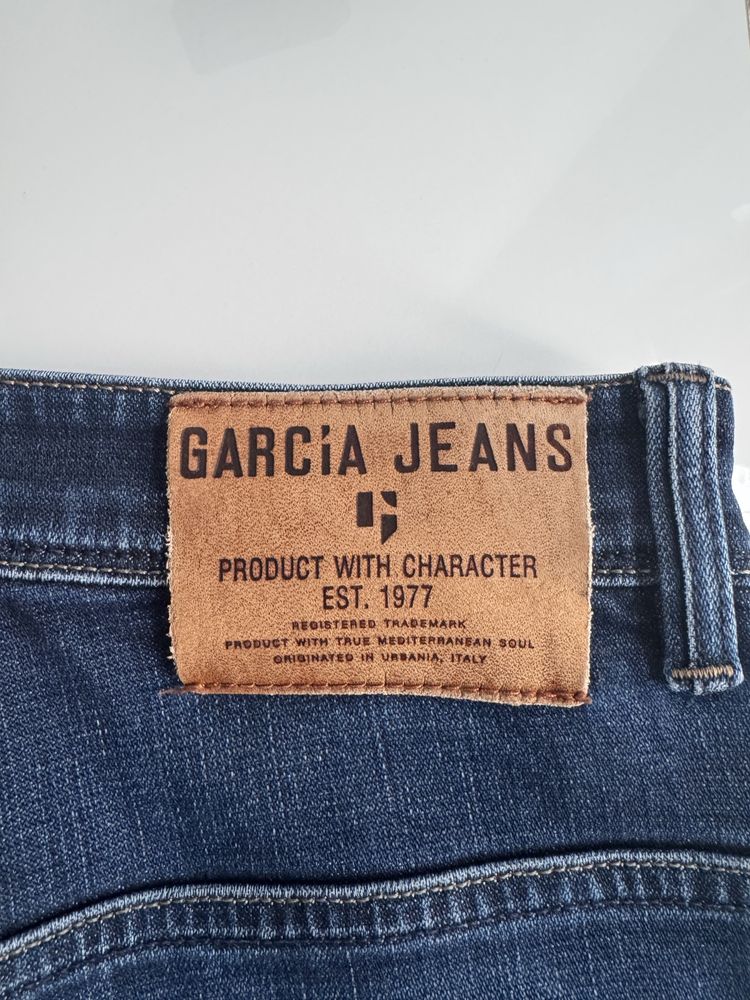 GARCiA JEANS
PRODUCT WITH CHARACTER
EST. 1977
REGISTERED TRADEMARK
PRODUCT WITH TRUE MEDITERRANEAN SOUL
ORIGINATED IN URBANIA, ITALY